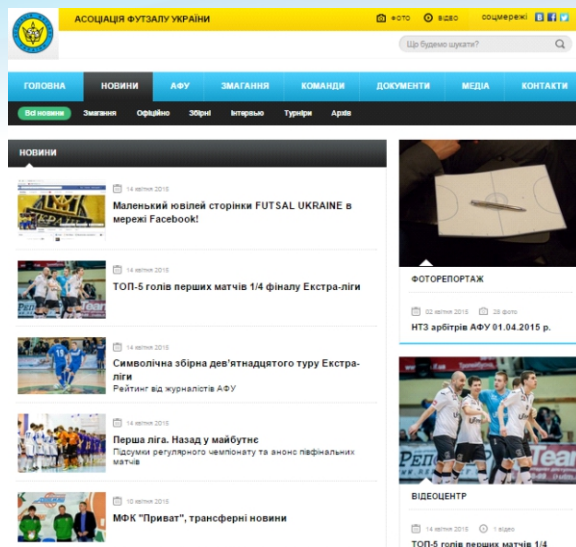 АСОЦІАЦІЯ ФУТЗАЛУ УКРАЇНИ
ФОТО ВІДЕО СОЦМЕРЕЖІ
Що будемо шукати?
ГОЛОВНА НОВИНИ АФУ ЗМАГАННЯ КОМАНДИ ДОКУМЕНТИ МЕДІА КОНТАКТИ
Всі новини Змагання Офіційно Збірні Інтервью Турніри Архів
НОВИНИ
14 квітня 2015
Маленький ювілей сторінки FUTSAL UKRAINE в
мережі Facebook!
14 квітня 2015
ТОП-5 голів перших матчів 1/4 фіналу Екстра-ліги
14 квітня 2015
Символічна збірна дев'ятнадцятого туру Екстра-
ліги
Рейтинг від журналістів АФУ
14 квітня 2015
Перша ліга. Назад у майбутнє
Підсумки регулярного чемпіонату та анонс півфінальних
матчів
10 квітня 2015
МФК "Приват", трансферні новини
ФОТОРЕПОРТАЖ
02 квітня 2015 28 фото
НТЗ арбітрів АФУ 01.04.2015 р.
ВІДЕОЦЕНТР
14 квітня 2015 1 відео
ТОП-5 голів перших матчів 1/4